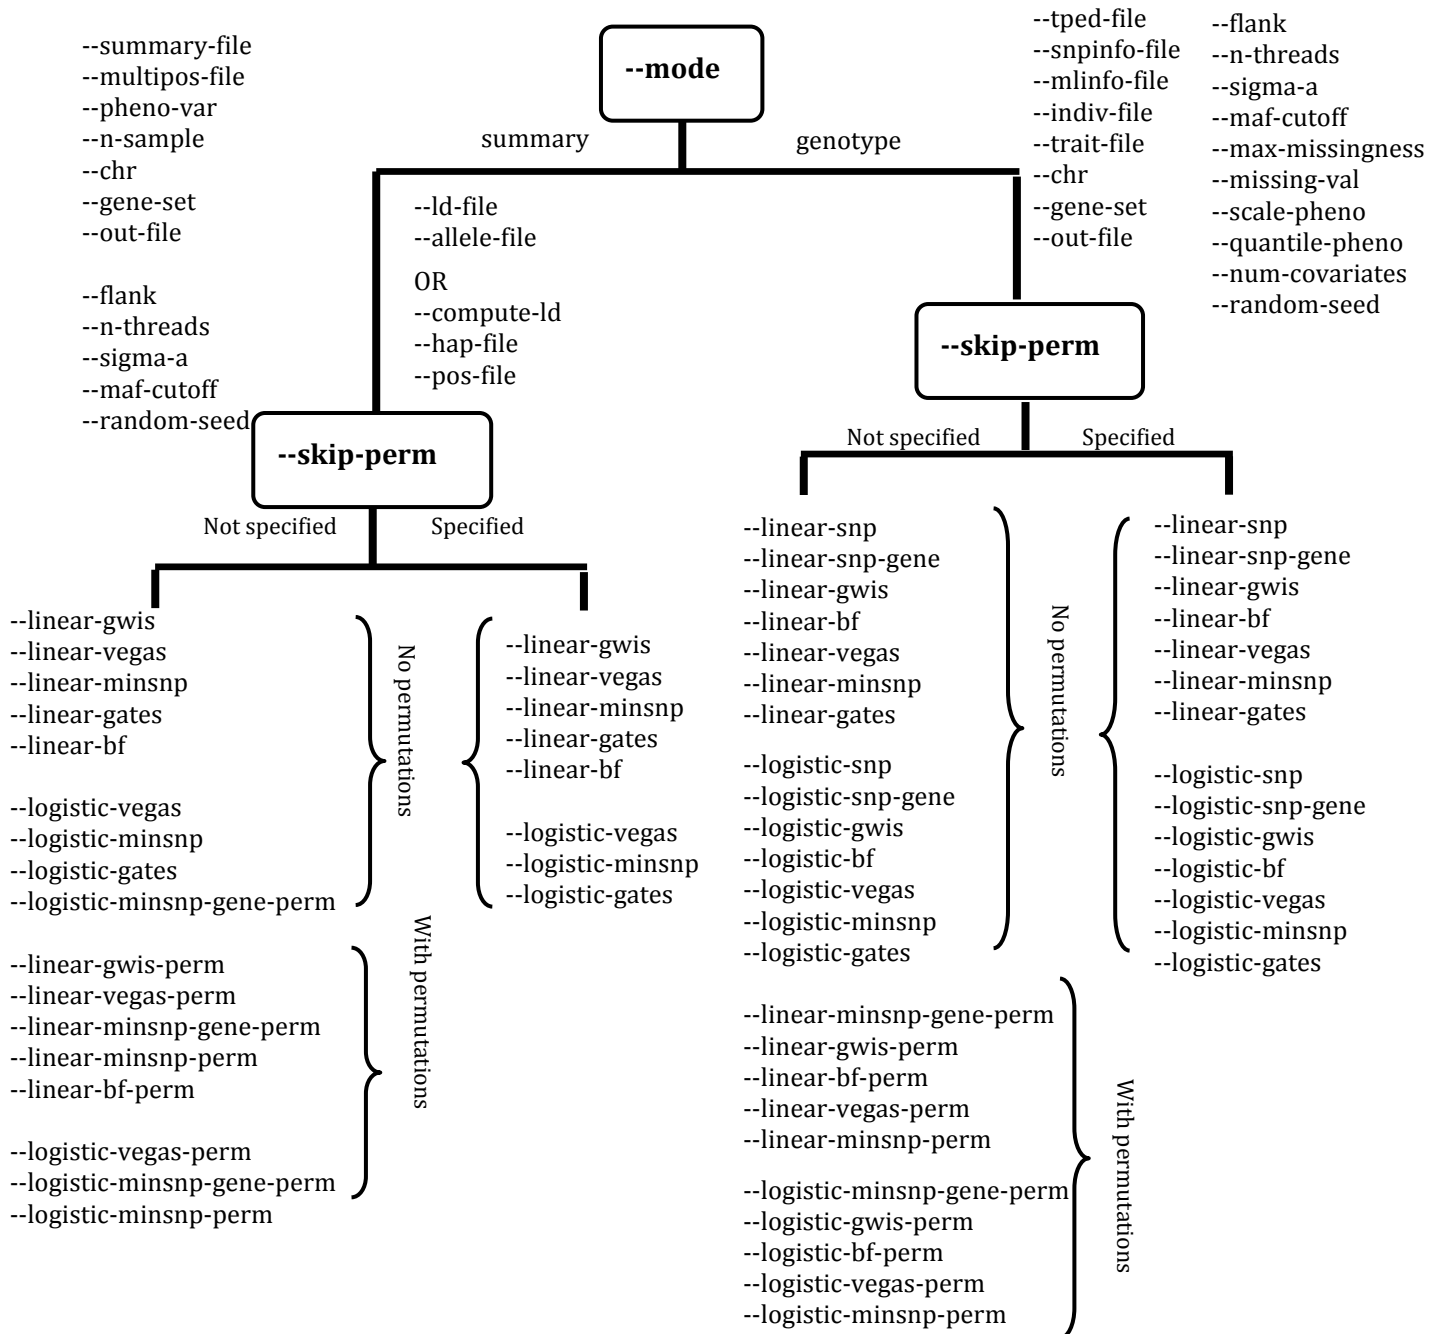 --mode
summary
genotype
--summary-file
--multipos-file
--pheno-var
--n-sample
--chr
--gene-set
--out-file
--flank
--n-threads
--sigma-a
--maf-cutoff
--random-seed
--ld-file
--allele-file
OR
--compute-ld
--hap-file
--pos-file
--tped-file
--snpinfo-file
--mlinfo-file
--indiv-file
--trait-file
--chr
--gene-set
--out-file
--flank
--n-threads
--sigma-a
--maf-cutoff
--max-missingness
--missing-val
--scale-pheno
--quantile-pheno
--num-covariates
--random-seed
--skip-perm
Not specified
Specified
--linear-gwis
--linear-vegas
--linear-minsnp
--linear-gates
--linear-bf
--logistic-vegas
--logistic-minsnp
--logistic-gates
--logistic-minsnp-gene-perm
No permutations
--linear-gwis-perm
--linear-vegas-perm
--linear-minsnp-gene-perm
--linear-minsnp-perm
--linear-bf-perm
--logistic-vegas-perm
--logistic-minsnp-gene-perm
--logistic-minsnp-perm
With permutations
--linear-gwis
--linear-vegas
--linear-minsnp
--linear-gates
--linear-bf
--logistic-vegas
--logistic-minsnp
--logistic-gates
--skip-perm
Not specified
Specified
--linear-snp
--linear-snp-gene
--linear-gwis
--linear-bf
--linear-vegas
--linear-minsnp
--linear-gates
--logistic-snp
--logistic-snp-gene
--logistic-gwis
--logistic-bf
--logistic-vegas
--logistic-minsnp
--logistic-gates
No permutations
--linear-minsnp-gene-perm
--linear-gwis-perm
--linear-bf-perm
--linear-vegas-perm
--linear-minsnp-perm
--logistic-minsnp-gene-perm
--logistic-gwis-perm
--logistic-bf-perm
--logistic-vegas-perm
--logistic-minsnp-perm
With permutations
--linear-snp
--linear-snp-gene
--linear-gwis
--linear-bf
--linear-vegas
--linear-minsnp
--linear-gates
--logistic-snp
--logistic-snp-gene
--logistic-gwis
--logistic-bf
--logistic-vegas
--logistic-minsnp
--logistic-gates